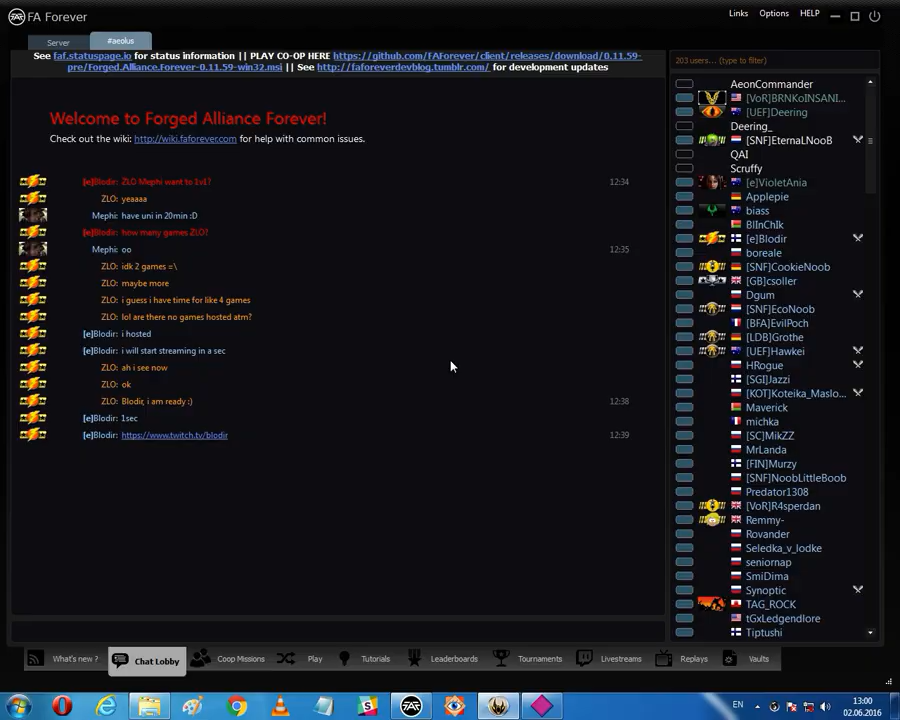 FA Forever
Links Options HELP
Server #aeolus
See faf.statuspage.io for status information || PLAY CO-OP HERE https://github.com/FAForever/client/releases/download/0.11.59-
pre/Forged.Alliance.Forever-0.11.59-win32.msi || See http://faforeverdevblog.tumblr.com/ for development updates
Welcome to Forged Alliance Forever!
Check out the wiki: http://wiki.faforever.com for help with common issues.
[e]Blodir: ZLO Mephi want to 1v1? 12:34
ZLO: yeaaaa
Mephi: have uni in 20min :D
[e]Blodir: how many games ZLO?
Mephi: oo 12:35
ZLO: idk 2 games =\
ZLO: maybe more
ZLO: i guess i have time for like 4 games
ZLO: lol are there no games hosted atm?
[e]Blodir: i hosted
[e]Blodir: i will start streaming in a sec
ZLO: ah i see now
ZLO: ok
ZLO: Blodir, i am ready :) 12:38
[e]Blodir: 1sec
[e]Blodir: https://www.twitch.tv/blodir 12:39
203 users... (type to filter)
AeonCommander
[VoR]BRNKoINSANI...
[UEF]Deering
Deering_
[SNF]EternalNooB
QAI
Scruffy
[e]VioletAnia
Applepie
biass
BlInChIk
[e]Blodir
boreale
[SNF]CookieNoob
[GB]csoller
Dgum
[SNF]EcoNoob
[BFA]EvilPoch
[LDB]Grothe
[UEF]Hawkei
HRogue
[SGI]Jazzi
[KOT]Koteika_Maslo...
Maverick
michka
[SC]MikZZ
MrLanda
[FIN]Murzy
[SNF]NoobLittleBoob
Predator1308
[VoR]R4sperdan
Remmy-
Rovander
Seledka_v_lodke
seniornap
SmiDima
Synoptic
TAG_ROCK
tGxLedgendlore
Tiptushi
What's new ? Chat Lobby Coop Missions Play Tutorials Leaderboards Tournaments Livestreams Replays Vaults
FAF
EN 13:00
02.06.2016